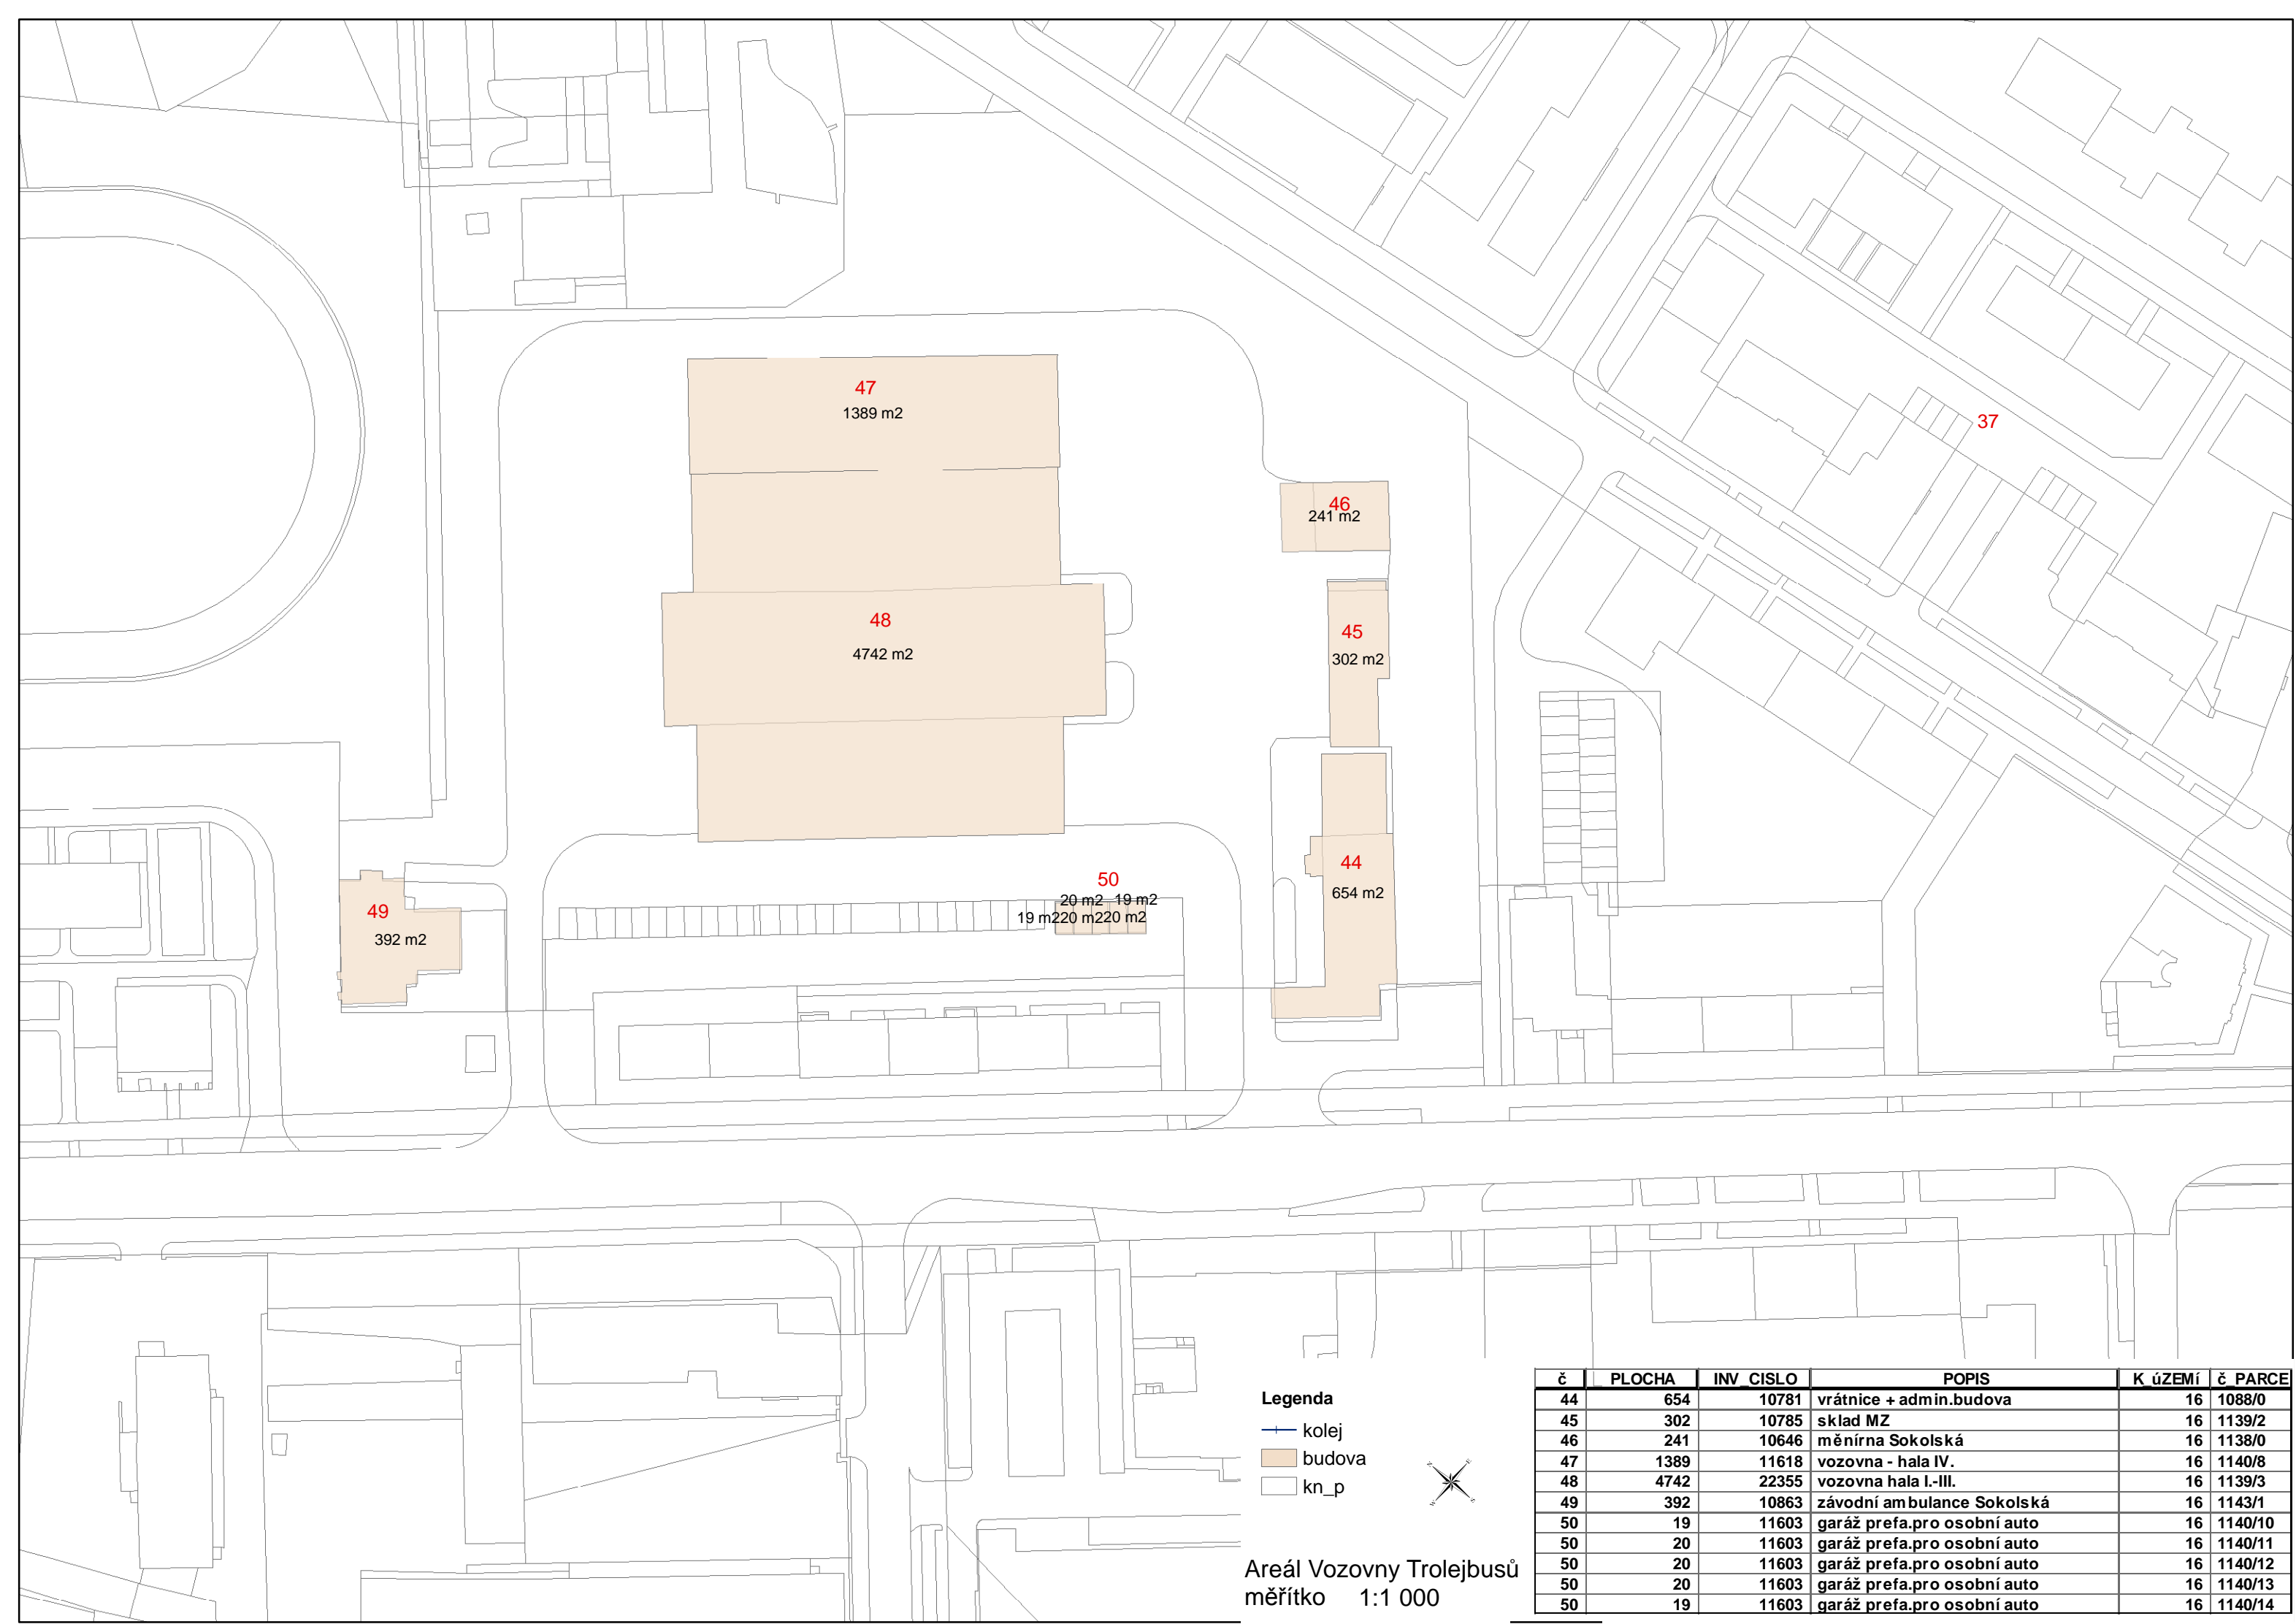 47
1389 m2
37
46
241 m2
48
4742 m2
45
302 m2
44
654 m2
50
20 m2 19 m2
19 m2 20 m2 20 m2
49
392 m2
Legenda
kolej
budova
kn_p
N E
W S
Areál Vozovny Trolejbusů
měřítko 1:1 000
č PLOCHA INV_CISLO POPIS K_úZEMí č_PARCE
44 654 10781 vrátnice + admin.budova 16 1088/0
45 302 10785 sklad MZ 16 1139/2
46 241 10646 měnírna Sokolská 16 1138/0
47 1389 11618 vozovna - hala IV. 16 1140/8
48 4742 22355 vozovna hala I.-III. 16 1139/3
49 392 10863 závodní ambulance Sokolská 16 1143/1
50 19 11603 garáž prefa.pro osobní auto 16 1140/10
50 20 11603 garáž prefa.pro osobní auto 16 1140/11
50 20 11603 garáž prefa.pro osobní auto 16 1140/12
50 20 11603 garáž prefa.pro osobní auto 16 1140/13
50 19 11603 garáž prefa.pro osobní auto 16 1140/14